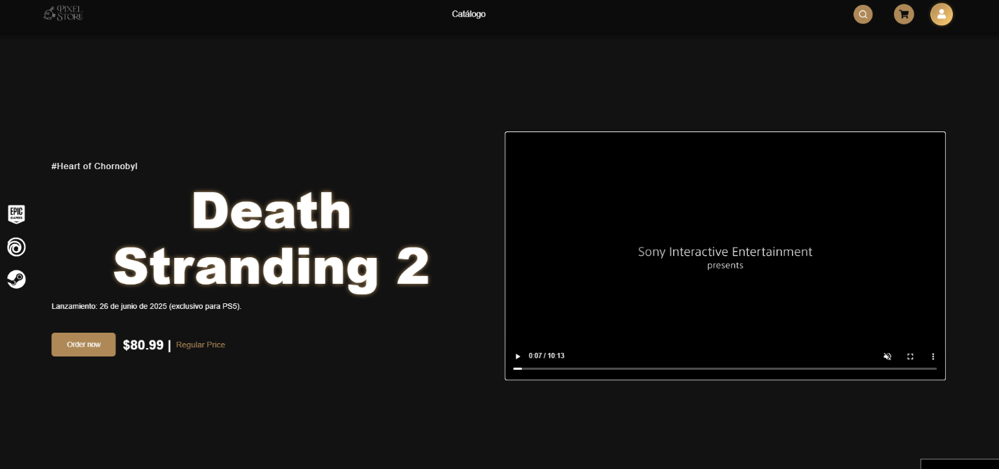 PIXEL
STORE
Catálogo
#Heart of Chornobyl
Death
Stranding 2
Lanzamiento: 26 de junio de 2025 (exclusivo para PS5).
Order now
$80.99 | Regular Price
EPIC
GAMES
Sony Interactive Entertainment
presents
0:07 / 10:13